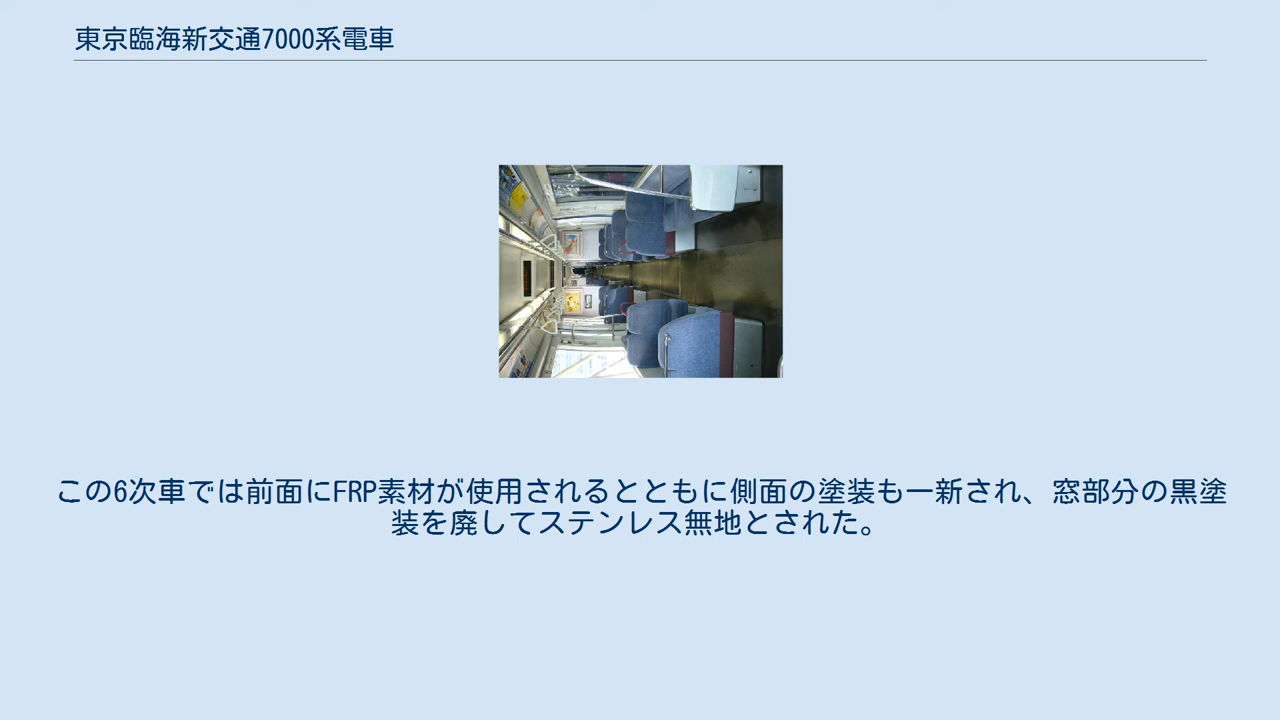 東京臨海新交通7000系電車
この6次車では前面にFRP素材が使用されるとともに側面の塗装も一新され、窓部分の黒塗
装を廃してステンレス無地とされた。